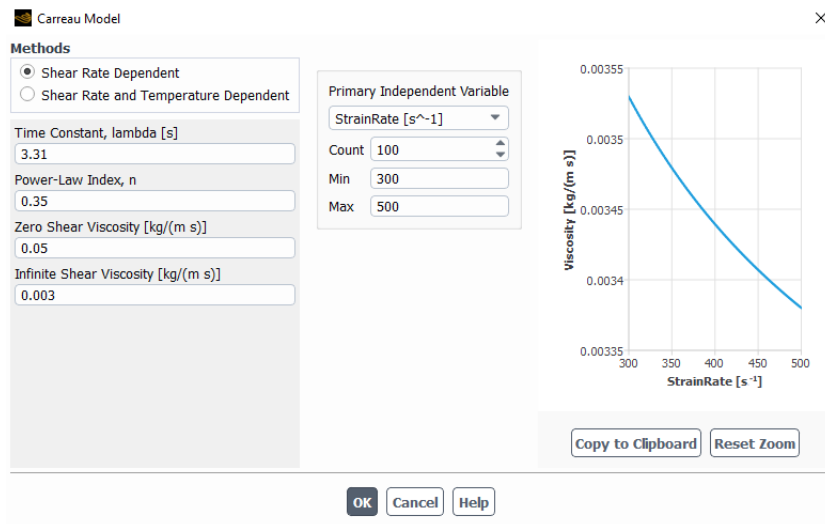 Carreau Model
Methods
Shear Rate Dependent
Shear Rate and Temperature Dependent
Time Constant, lambda [s]
3.31
Power-Law Index, n
0.35
Zero Shear Viscosity [kg/(m s)]
0.05
Infinite Shear Viscosity [kg/(m s)]
0.003
Primary Independent Variable
StrainRate [s^-1]
Count 100
Min 300
Max 500
Viscosity [kg/(m s)]
0.00355
0.0035
0.00345
0.0034
0.00335
300 350 400 450 500
StrainRate [s⁻¹]
Copy to Clipboard Reset Zoom
OK Cancel Help